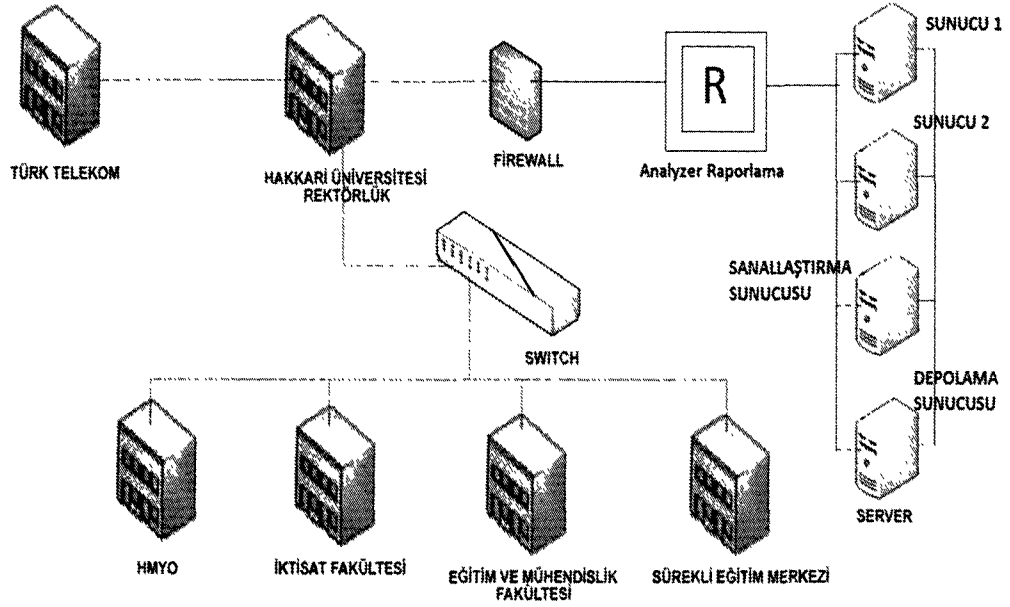 SUNUCU 1
R
TÜRK TELEKOM
HAKKARİ ÜNİVERSİTESİ
REKTÖRLÜK
FİREWALL
Analyzer Raporlama
SUNUCU 2
SANALLAŞTIRMA
SUNUCUSU
SWITCH
DEPOLAMA
SUNUCUSU
SERVER
HMYO
İKTİSAT FAKÜLTESİ
EĞİTİM VE MÜHENDİSLİK
FAKÜLTESİ
SÜREKLİ EĞİTİM MERKEZİ